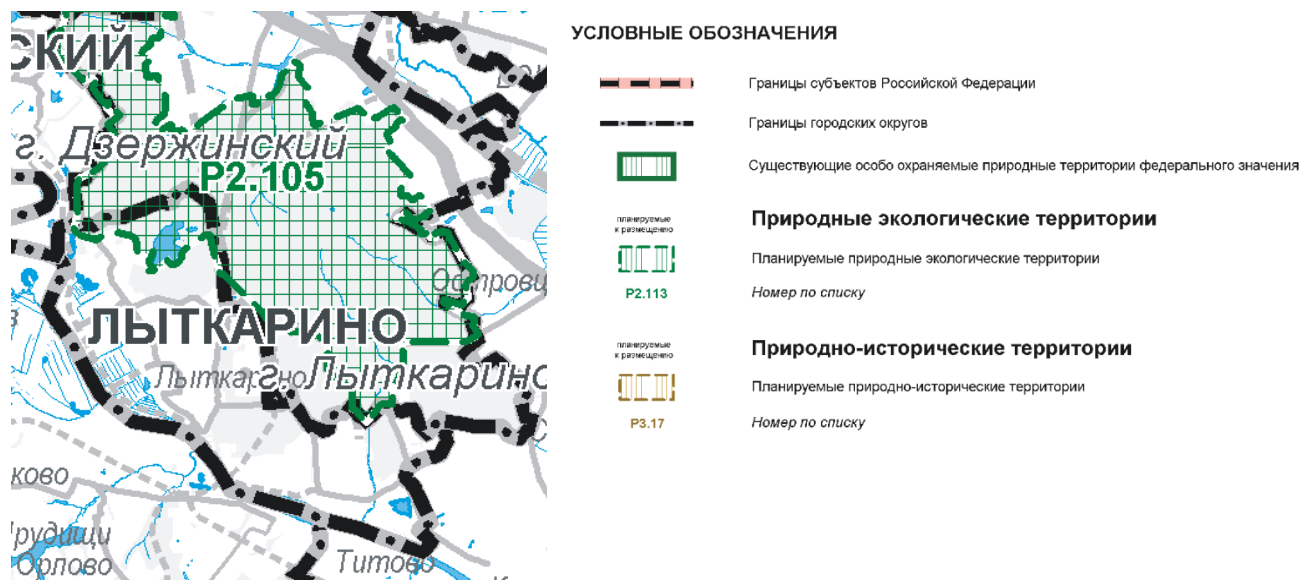 СКИЙ
г. Дзержинский
Р2.105
Островц
ЛЫТКАРИНО
Лыткарино
г. Лыткарино
ково
Прудищи
Орлово
Титово
УСЛОВНЫЕ ОБОЗНАЧЕНИЯ
Границы субъектов Российской Федерации
Границы городских округов
Существующие особо охраняемые природные территории федерального значения
планируемые
к размещению
Природные экологические территории
Планируемые природные экологические территории
Р2.113
Номер по списку
планируемые
к размещению
Природно-исторические территории
Планируемые природно-исторические территории
Р3.17
Номер по списку